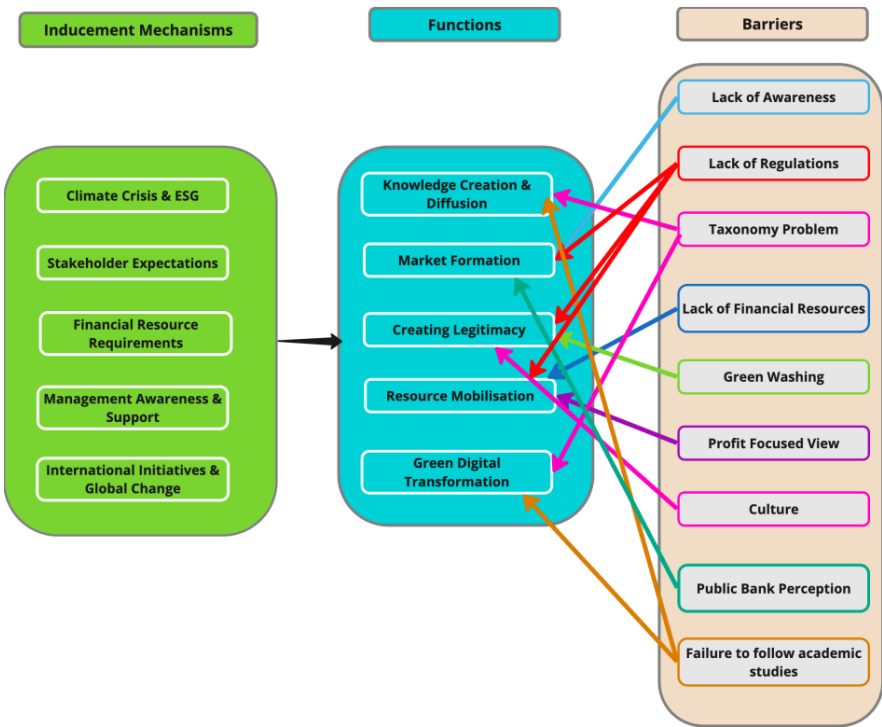 Inducement Mechanisms
Functions
Barriers
Climate Crisis & ESG
Stakeholder Expectations
Financial Resource
Requirements
Management Awareness &
Support
International Initiatives &
Global Change
Knowledge Creation &
Diffusion
Market Formation
Creating Legitimacy
Resource Mobilisation
Green Digital
Transformation
Lack of Awareness
Lack of Regulations
Taxonomy Problem
Lack of Financial Resources
Green Washing
Profit Focused View
Culture
Public Bank Perception
Failure to follow academic
studies